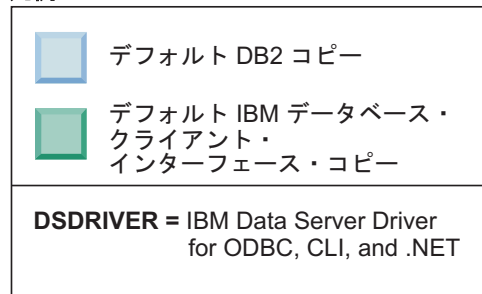 デフォルト DB2 コピー
デフォルト IBM データベース・
クライアント・
インターフェース・コピー
DSDRIVER = IBM Data Server Driver
for ODBC, CLI, and .NET